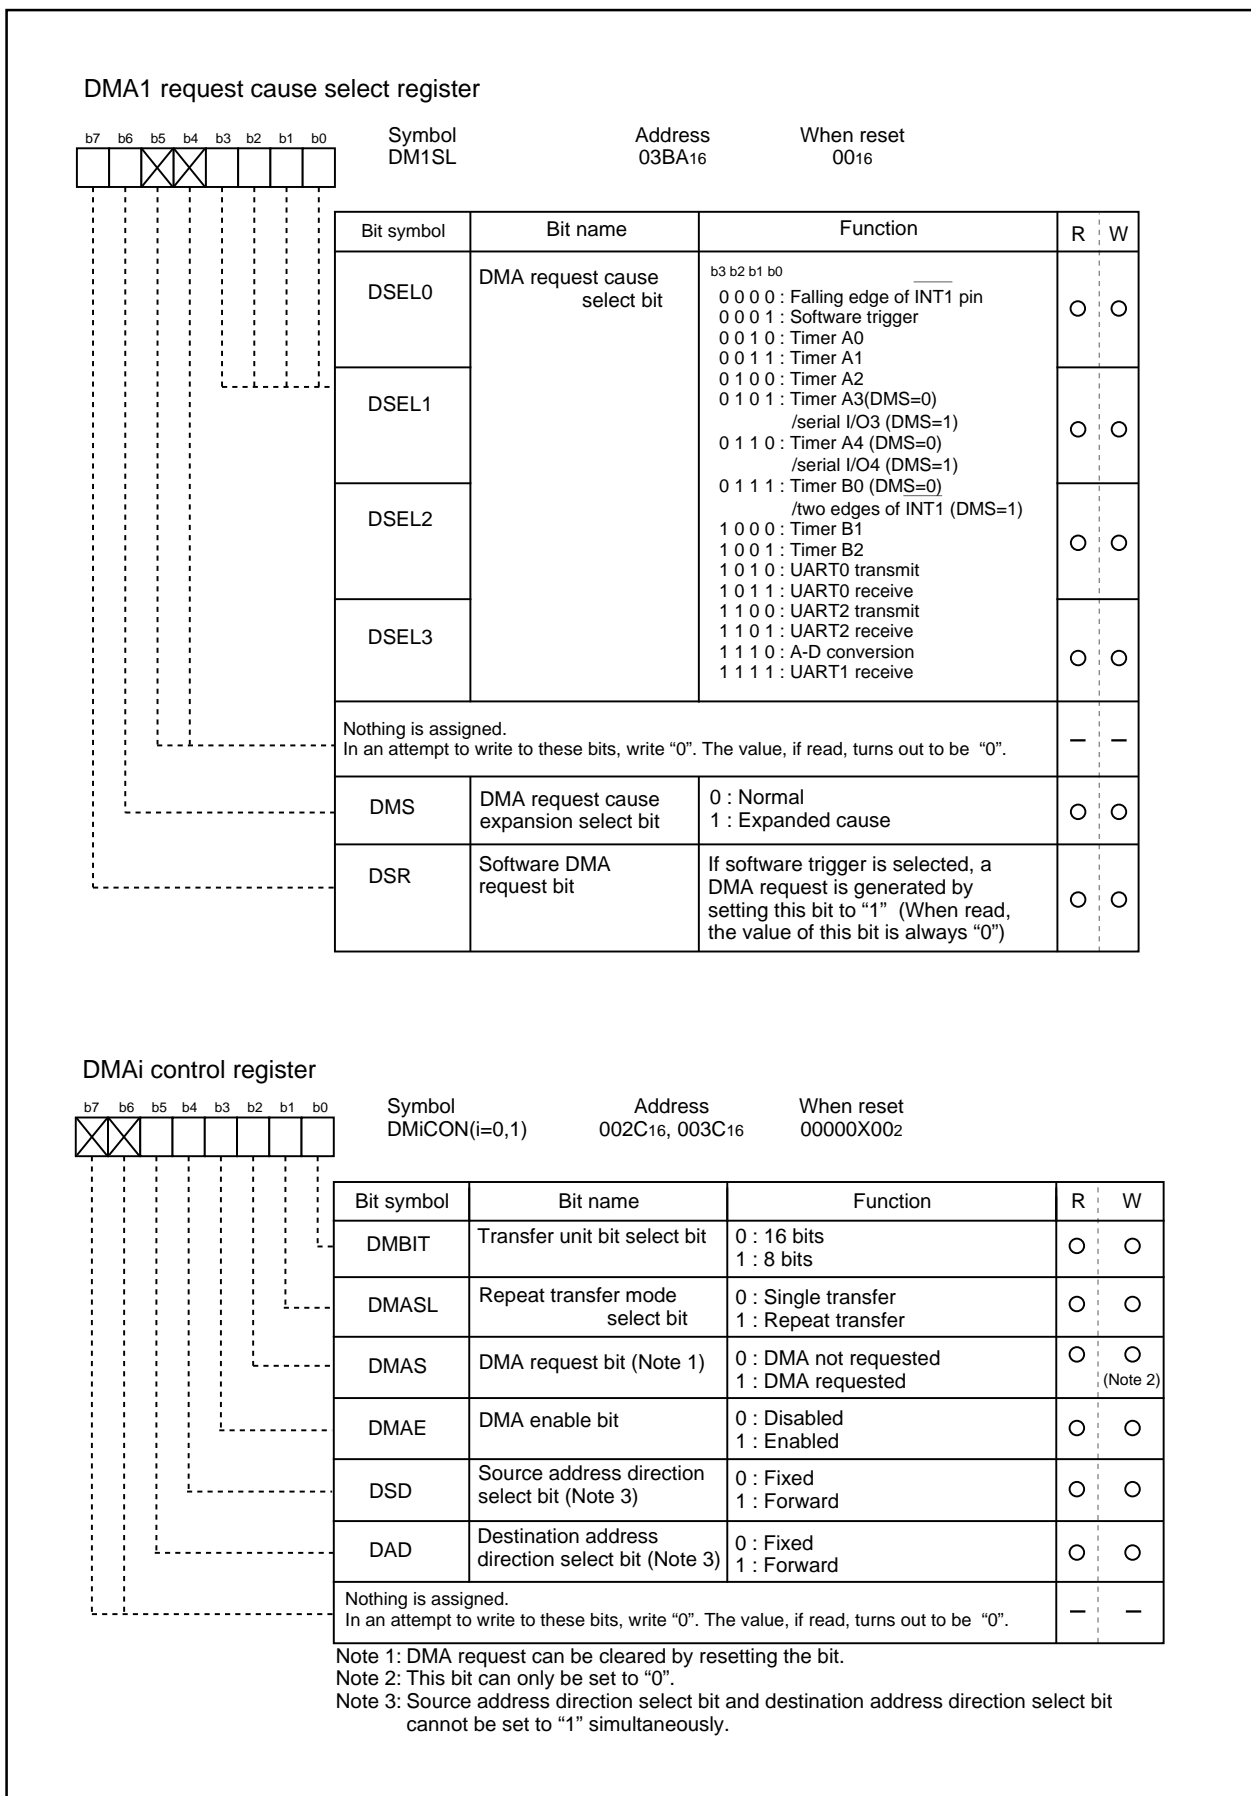 DMA1 request cause select register
b7 b6 b5 b4 b3 b2 b1 b0
Symbol Address When reset
DM1SL 03BA16 0016
Bit symbol Bit name Function R W
DSEL0 DMA request cause select bit
b3 b2 b1 b0
0 0 0 0 : Falling edge of INT1 pin
0 0 0 1 : Software trigger
0 0 1 0 : Timer A0
0 0 1 1 : Timer A1
0 1 0 0 : Timer A2
DSEL1
0 1 0 1 : Timer A3(DMS=0)
/serial I/O3 (DMS=1)
0 1 1 0 : Timer A4 (DMS=0)
/serial I/O4 (DMS=1)
0 1 1 1 : Timer B0 (DMS=0)
/two edges of INT1 (DMS=1)
DSEL2
1 0 0 0 : Timer B1
1 0 0 1 : Timer B2
1 0 1 0 : UART0 transmit
1 0 1 1 : UART0 receive
1 1 0 0 : UART2 transmit
DSEL3
1 1 0 1 : UART2 receive
1 1 1 0 : A-D conversion
1 1 1 1 : UART1 receive
Nothing is assigned.
In an attempt to write to these bits, write “0”. The value, if read, turns out to be “0”.
DMS DMA request cause expansion select bit
0 : Normal
1 : Expanded cause
DSR Software DMA request bit
If software trigger is selected, a
DMA request is generated by
setting this bit to “1” (When read,
the value of this bit is always “0”)
DMAi control register
b7 b6 b5 b4 b3 b2 b1 b0
Symbol Address When reset
DMiCON(i=0,1) 002C16, 003C16 00000X002
Bit symbol Bit name Function R W
DMBIT Transfer unit bit select bit
0 : 16 bits
1 : 8 bits
DMASL Repeat transfer mode select bit
0 : Single transfer
1 : Repeat transfer
DMAS DMA request bit (Note 1)
0 : DMA not requested
1 : DMA requested
(Note 2)
DMAE DMA enable bit
0 : Disabled
1 : Enabled
DSD Source address direction select bit (Note 3)
0 : Fixed
1 : Forward
DAD Destination address direction select bit (Note 3)
0 : Fixed
1 : Forward
Nothing is assigned.
In an attempt to write to these bits, write “0”. The value, if read, turns out to be “0”.
Note 1: DMA request can be cleared by resetting the bit.
Note 2: This bit can only be set to “0”.
Note 3: Source address direction select bit and destination address direction select bit
cannot be set to “1” simultaneously.